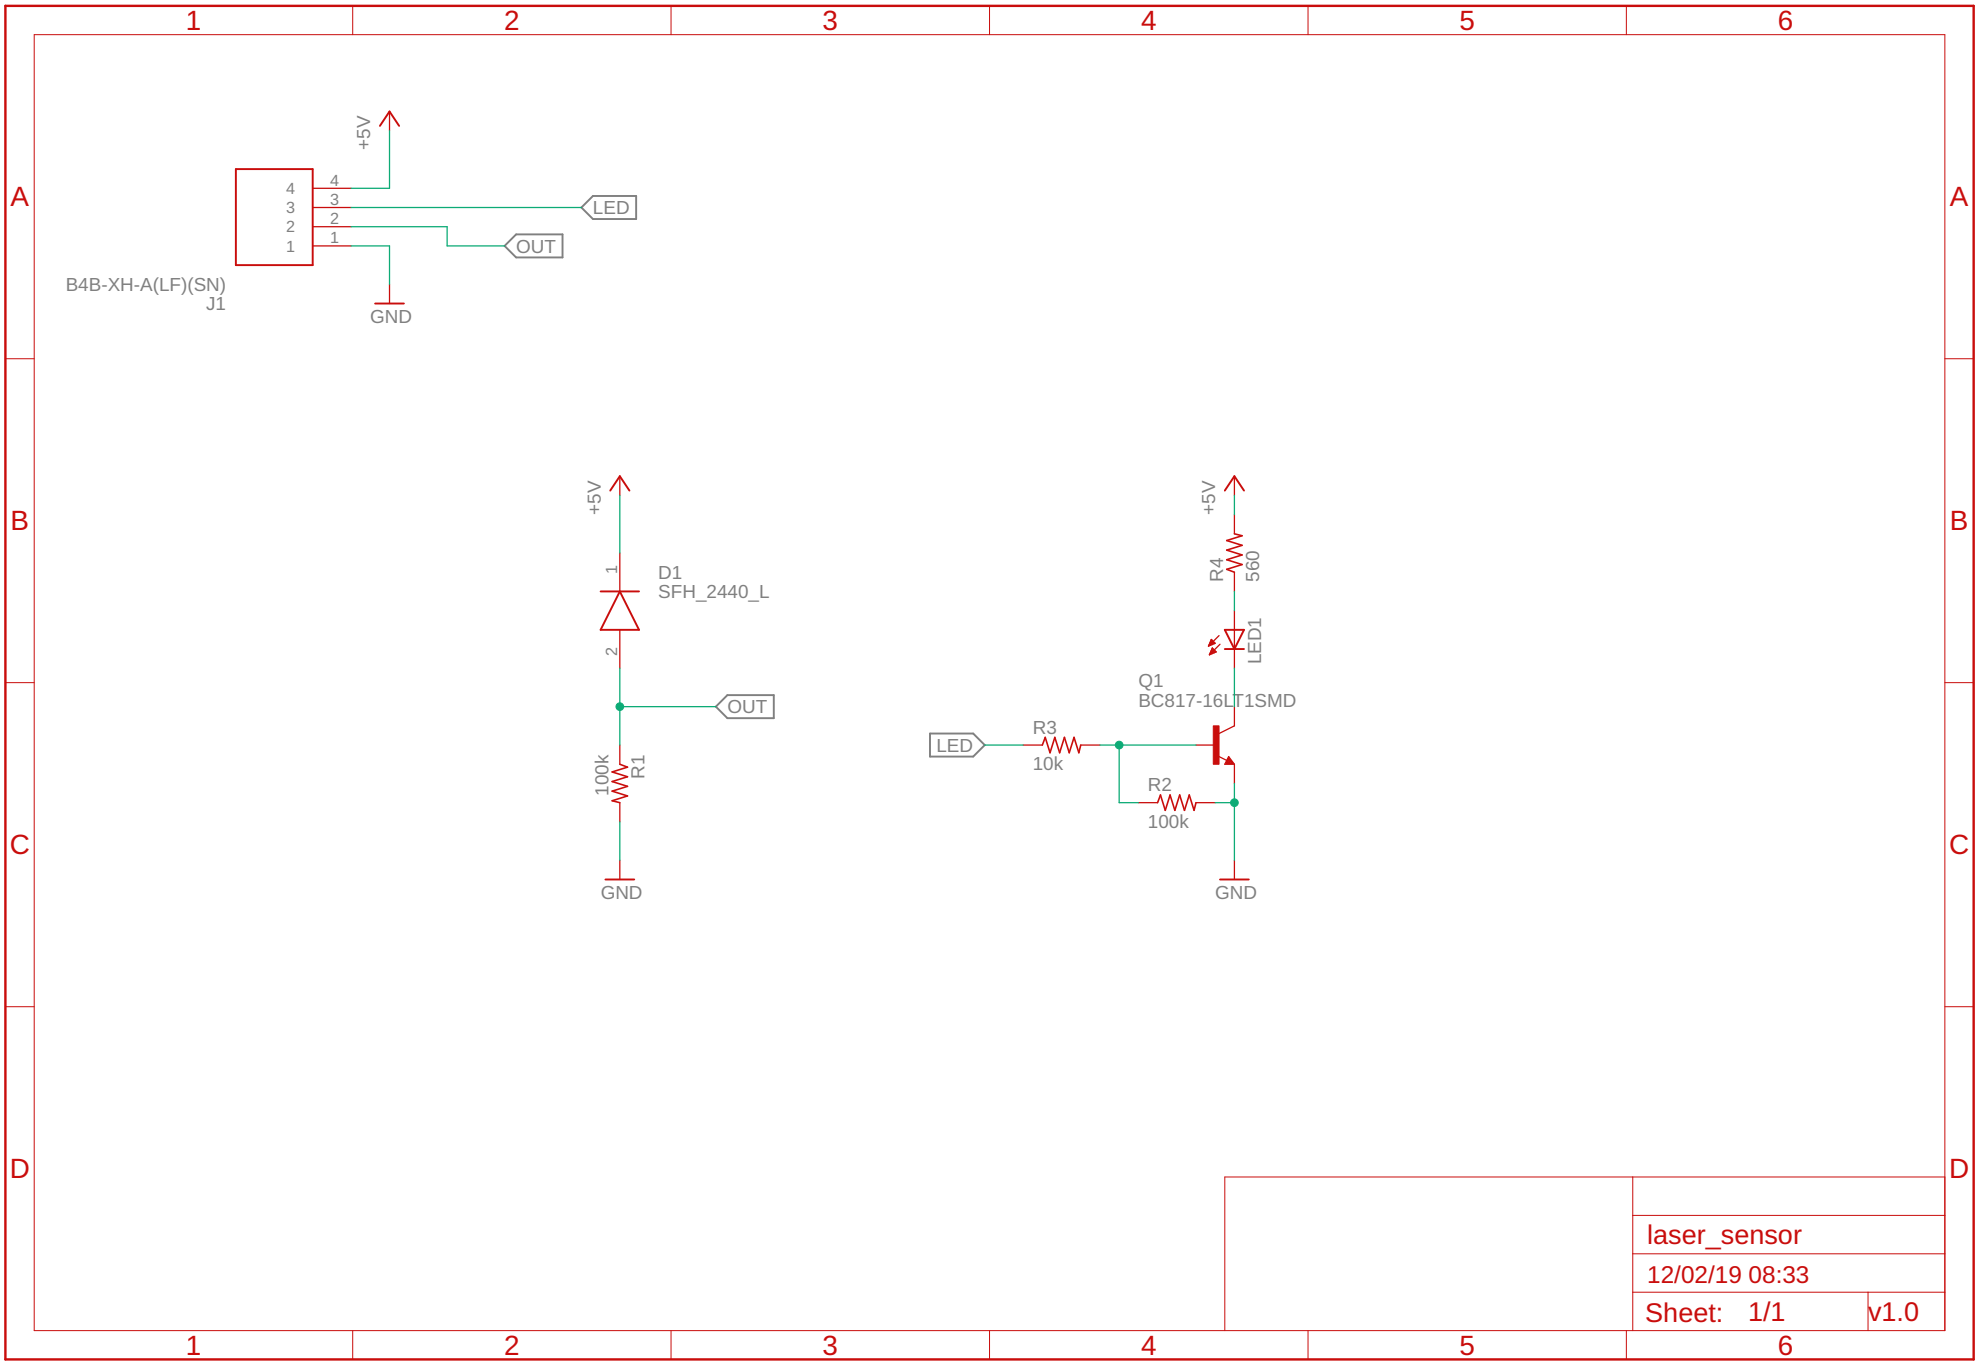 1 2 3 4 5 6
A A
+5V
4 4
3 3
2 2
1 1
LED
OUT
B4B-XH-A(LF)(SN)
J1
GND
B B
+5V
1
D1
SFH_2440_L
2
OUT
100k
R1
GND
+5V
R4
560
LED1
Q1
BC817-16LT1SMD
LED
R3
10k
R2
100k
GND
C C
D D
laser_sensor
12/02/19 08:33
Sheet: 1/1 v1.0
1 2 3 4 5 6